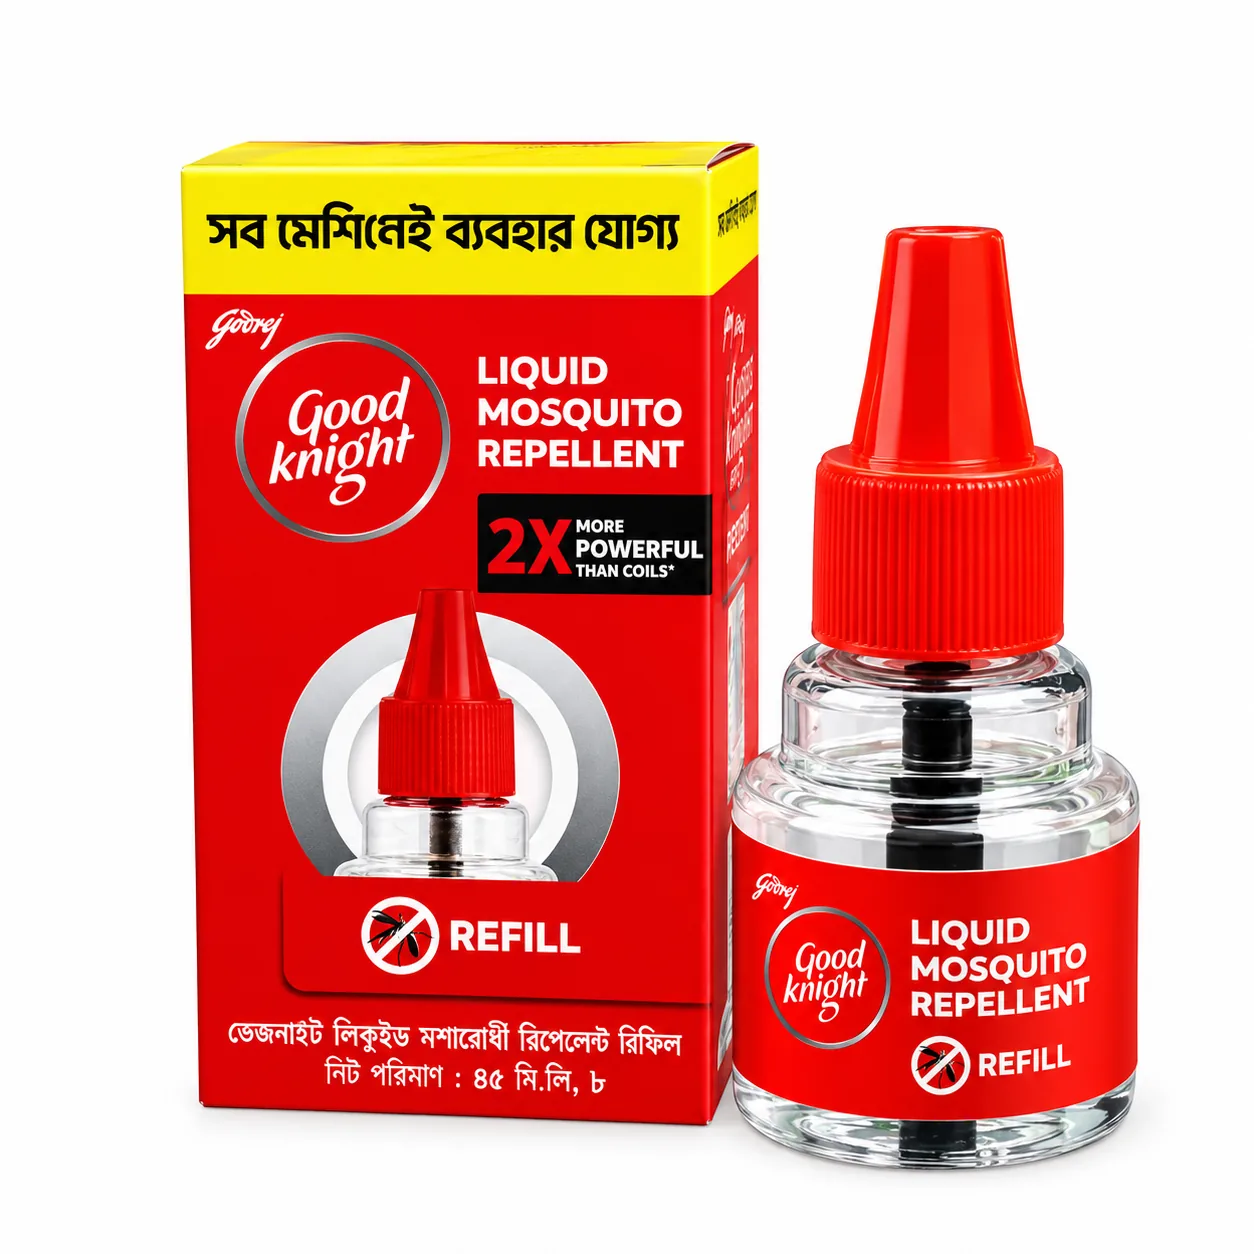 সব মেশিনেই ব্যবহার যোগ্য
Godrej
Good
knight
LIQUID
MOSQUITO
REPELLENT
2X MORE
POWERFUL
THAN COILS*
REFILL
ভেজনাইট লিকুইড মশারোধী রিপেলেন্ট রিফিল
নিট পরিমাণ : ৪৫ মি.লি, ৮
Godrej
Good
knight
LIQUID
MOSQUITO
REPELLENT
REFILL